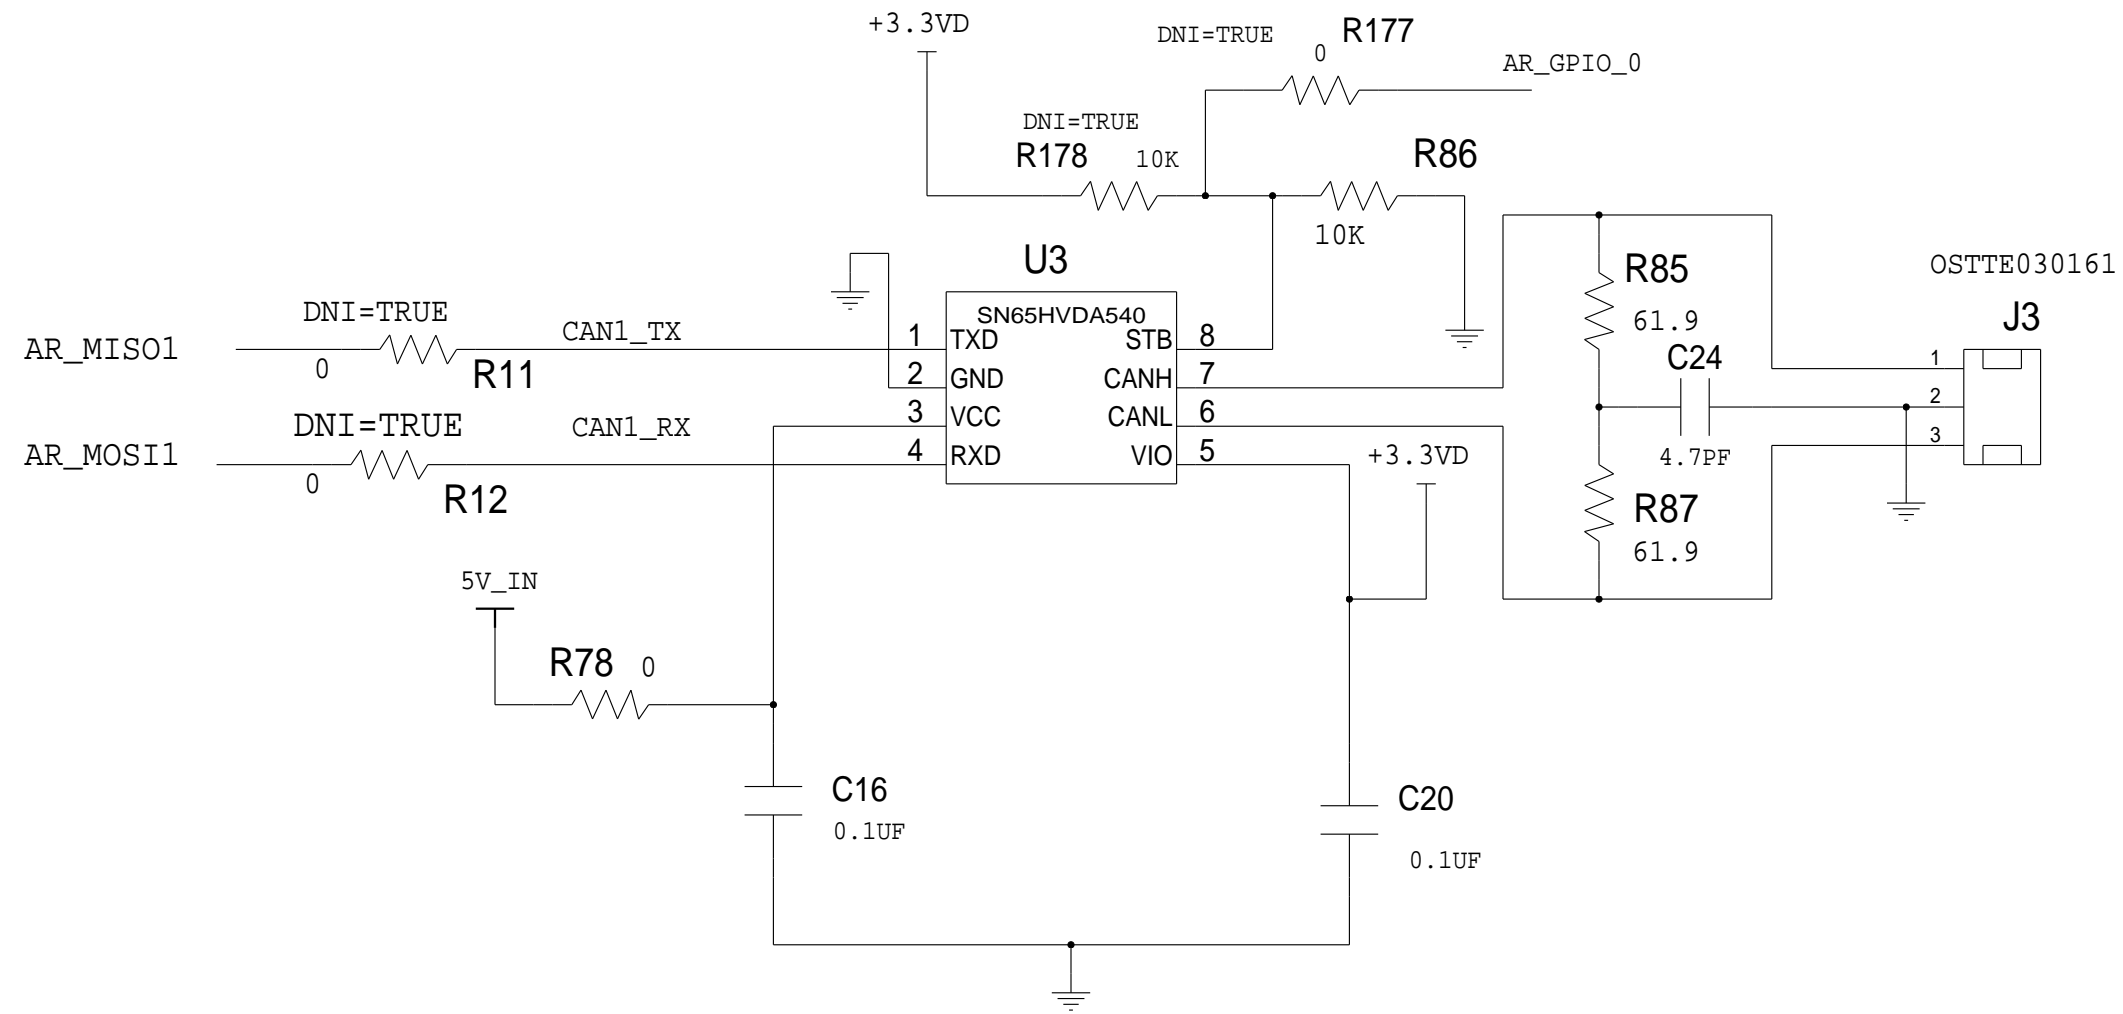 +3.3VD
DNI=TRUE
R177
0
AR_GPIO_0
DNI=TRUE
R178
10K
R86
10K
U3
SN65HVDA540
1 TXD
2 GND
3 VCC
4 RXD
STB 8
CANH 7
CANL 6
VIO 5
DNI=TRUE
AR_MISO1
0
R11
CAN1_TX
DNI=TRUE
AR_MOSI1
0
R12
CAN1_RX
R85
61.9
C24
4.7PF
R87
61.9
OSTTE030161
J3
1
2
3
+3.3VD
5V_IN
R78 0
C16
0.1UF
C20
0.1UF